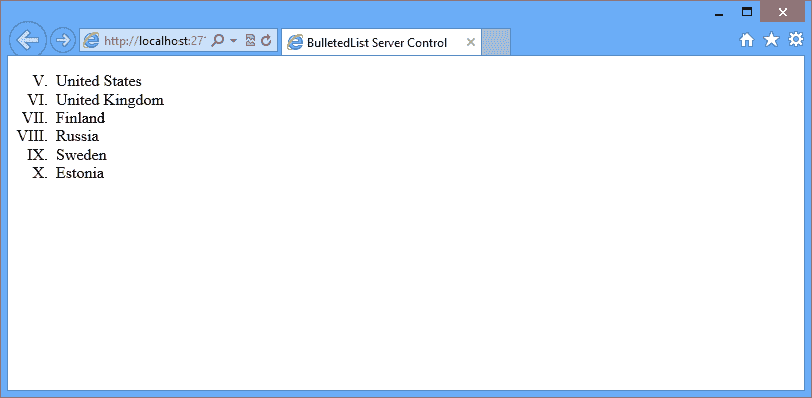 http://localhost:27
BulletedList Server Control
V. United States
VI. United Kingdom
VII. Finland
VIII. Russia
IX. Sweden
X. Estonia